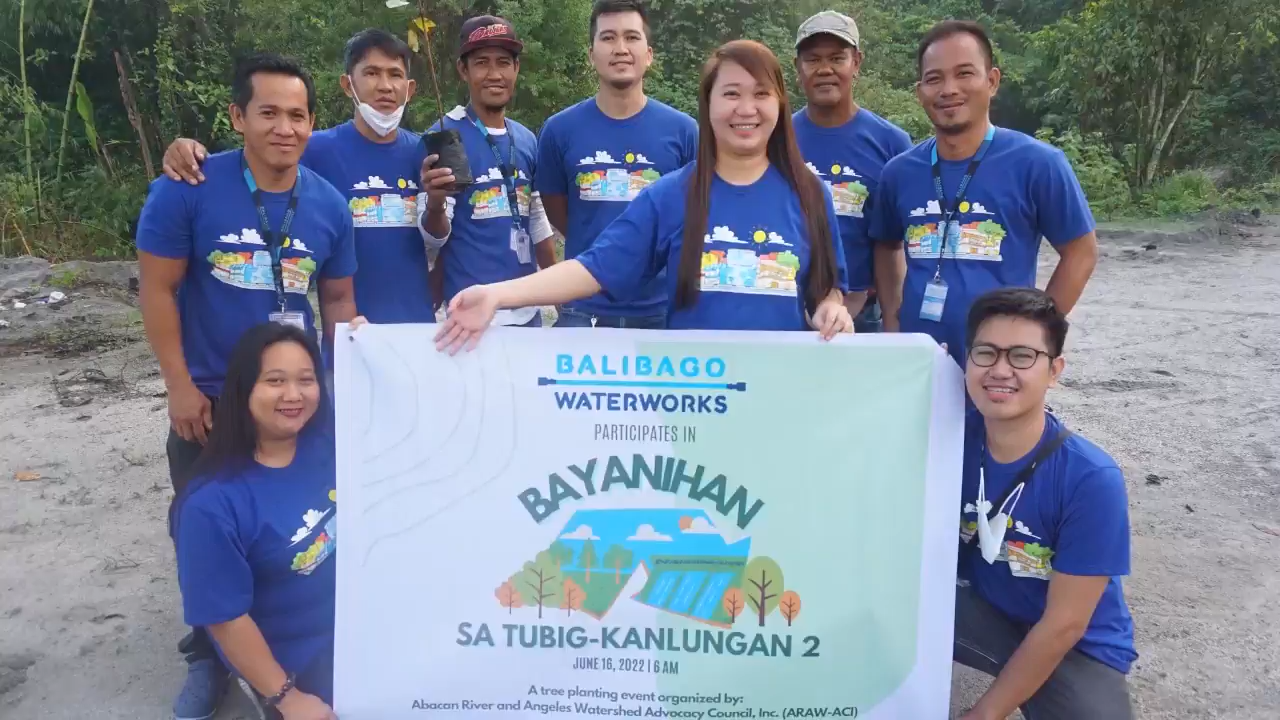 BALIBAGO
WATERWORKS
PARTICIPATES IN
BAYANIHAN
SA TUBIG-KANLUNGAN 2
JUNE 16, 2022 | 6 AM
A tree planting event organized by:
Abacan River and Angeles Watershed Advocacy Council, Inc. (ARAW-ACI)